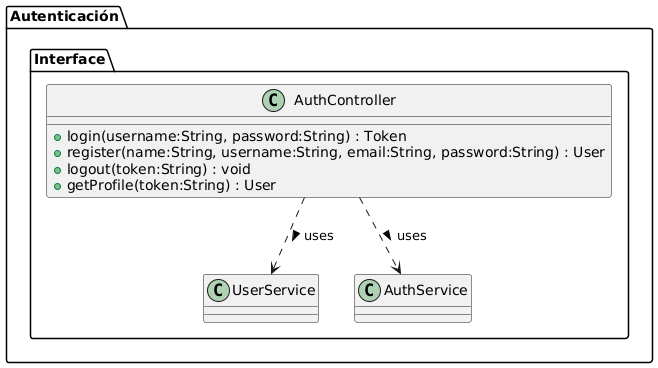 Autenticación
Interface
C AuthController
login(username:String, password:String) : Token
register(name:String, username:String, email:String, password:String) : User
logout(token:String) : void
getProfile(token:String) : User
uses
uses
C UserService
C AuthService